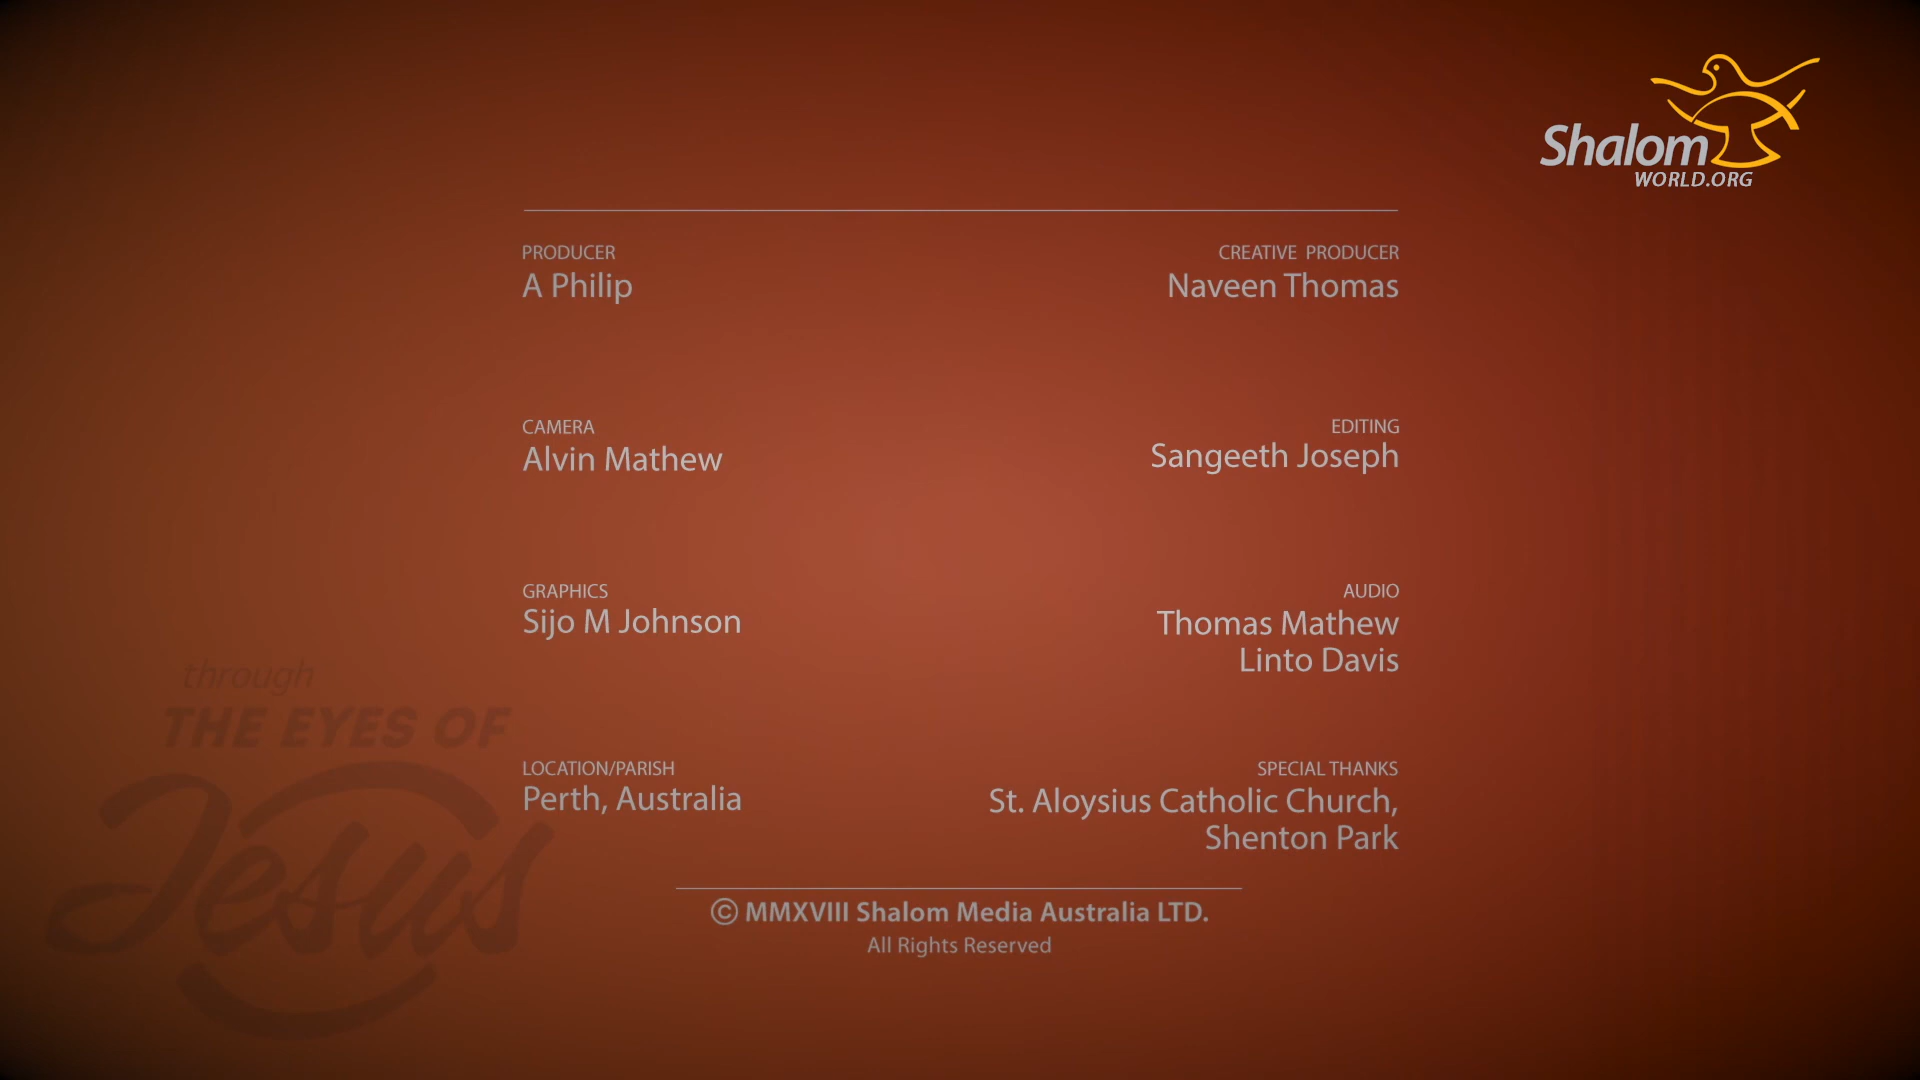 Shalom
WORLD.ORG
PRODUCER
A Philip
CREATIVE PRODUCER
Naveen Thomas
CAMERA
Alvin Mathew
EDITING
Sangeeth Joseph
GRAPHICS
Sijo M Johnson
AUDIO
Thomas Mathew
Linto Davis
through
THE EYES OF
Jesus
LOCATION/PARISH
Perth, Australia
SPECIAL THANKS
St. Aloysius Catholic Church,
Shenton Park
© MMXVIII Shalom Media Australia LTD.
All Rights Reserved